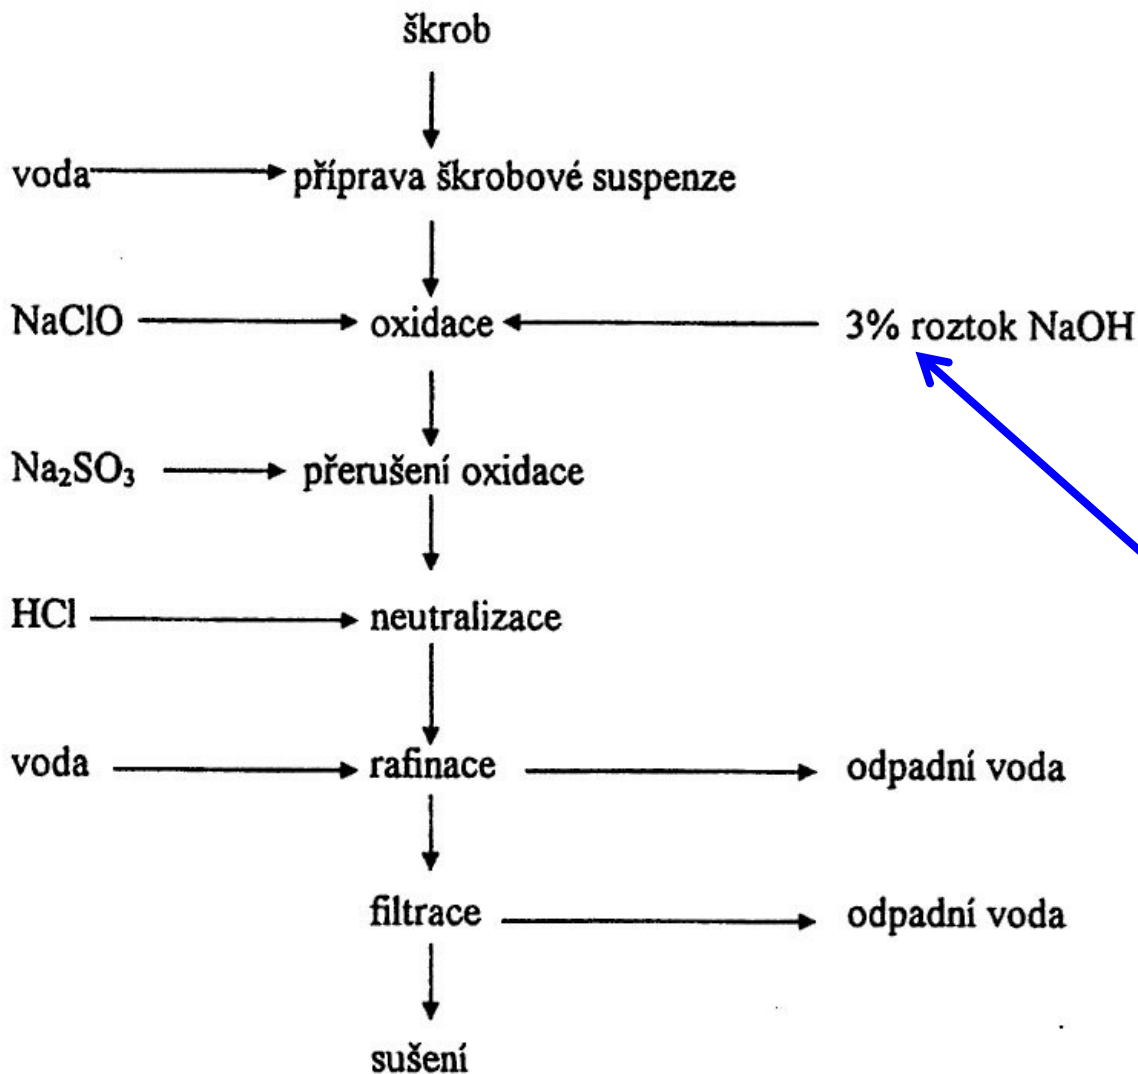 škrob
voda příprava škrobové suspenze
NaClO oxidace 3% roztok NaOH
Na₂SO₃ přerušení oxidace
HCl neutralizace
voda rafinace odpadní voda
filtrace odpadní voda
sušení